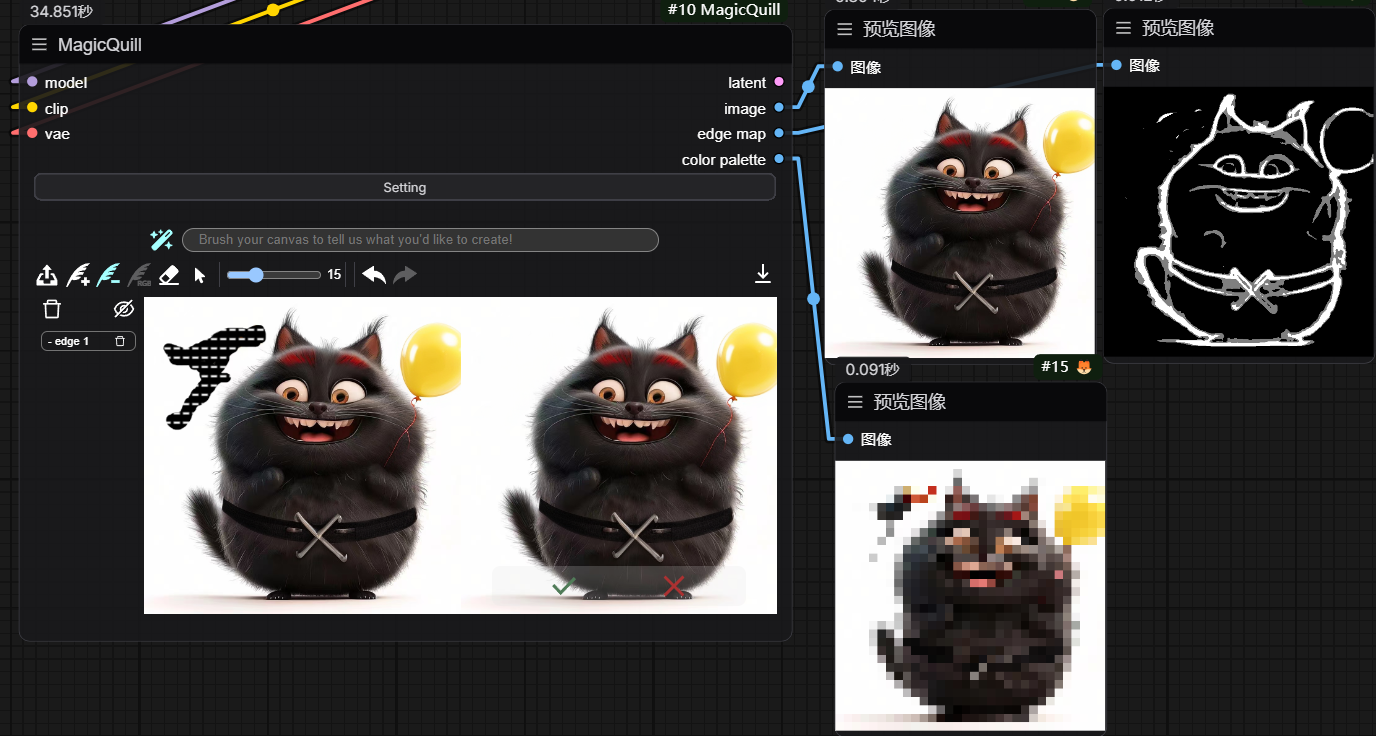 34.851秒
#10 MagicQuill
MagicQuill
model
clip
vae
latent
image
edge map
color palette
Setting
Brush your canvas to tell us what you'd like to create!
RGB
15
- edge 1
预览图像
图像
预览图像
图像
0.091秒
#15
预览图像
图像